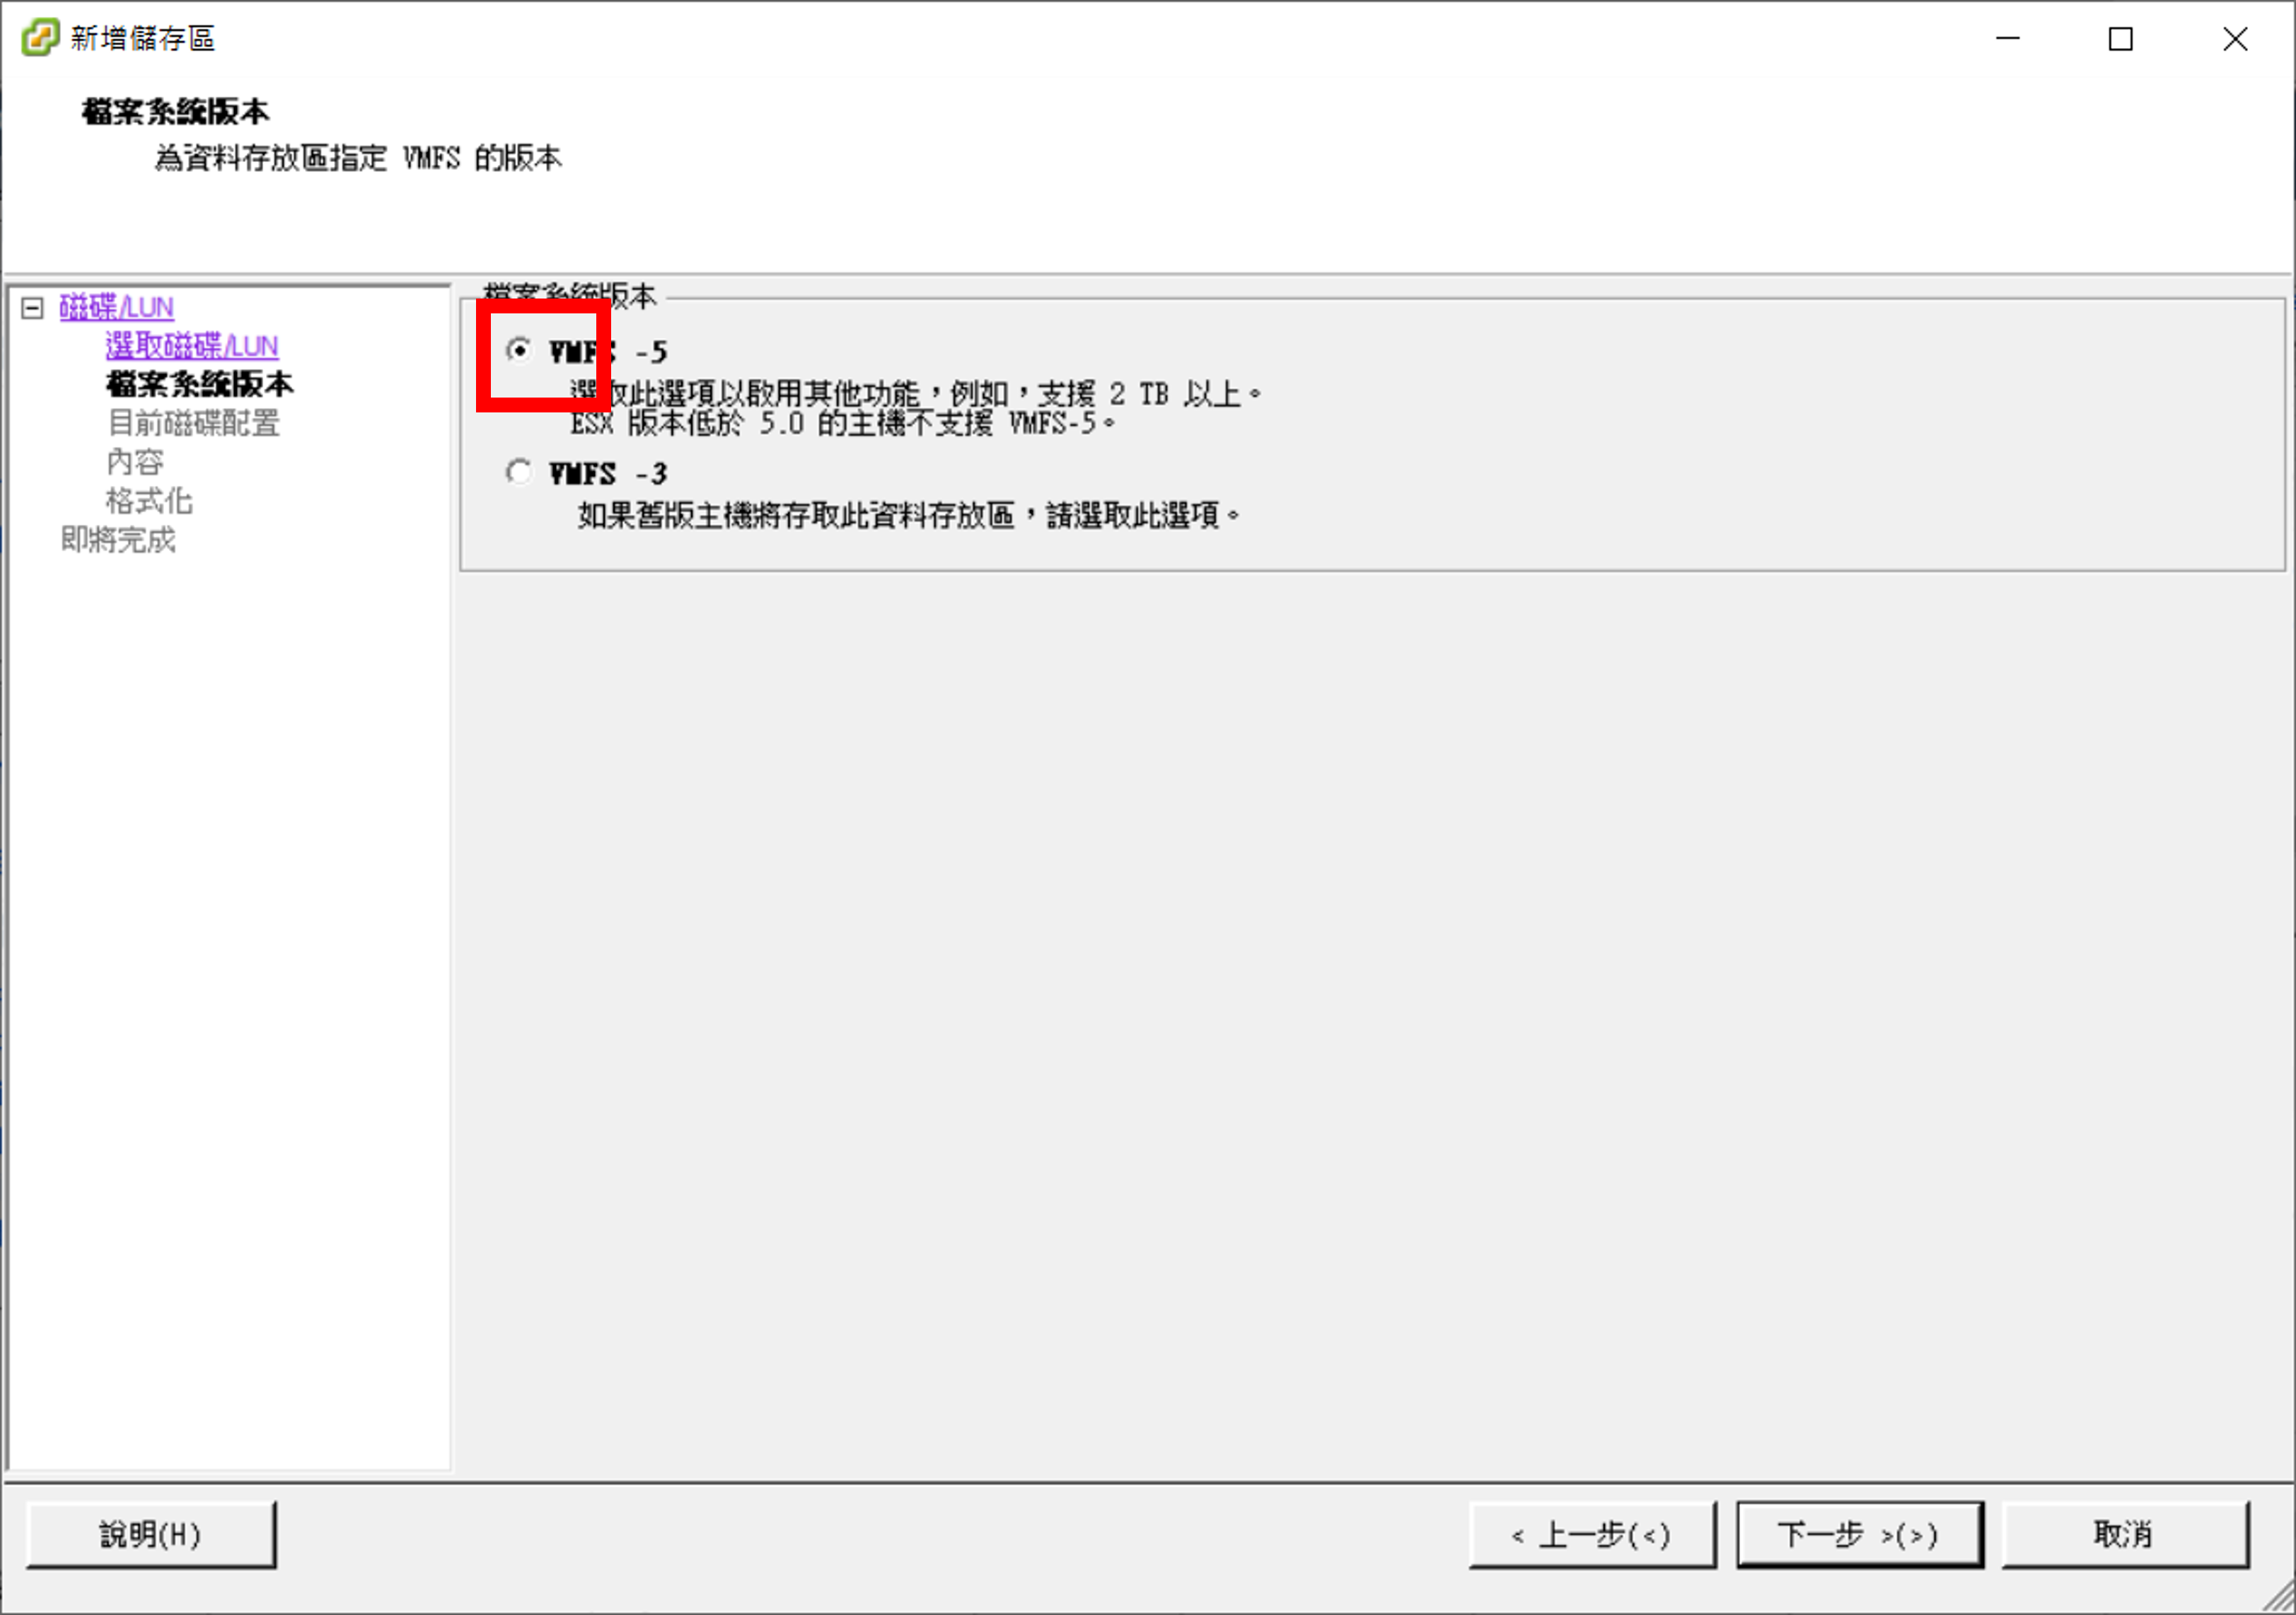 新增儲存區
檔案系統版本
為資料存放區指定 VMFS 的版本
磁碟/LUN
選取磁碟/LUN
檔案系統版本
目前磁碟配置
內容
格式化
即將完成
檔案系統版本
VMFS -5
選取此選項以啟用其他功能，例如，支援 2 TB 以上。
ESX 版本低於 5.0 的主機不支援 VMFS-5。
VMFS -3
如果舊版主機將存取此資料存放區，請選取此選項。
說明(H)
< 上一步(<)
下一步 >(>)
取消